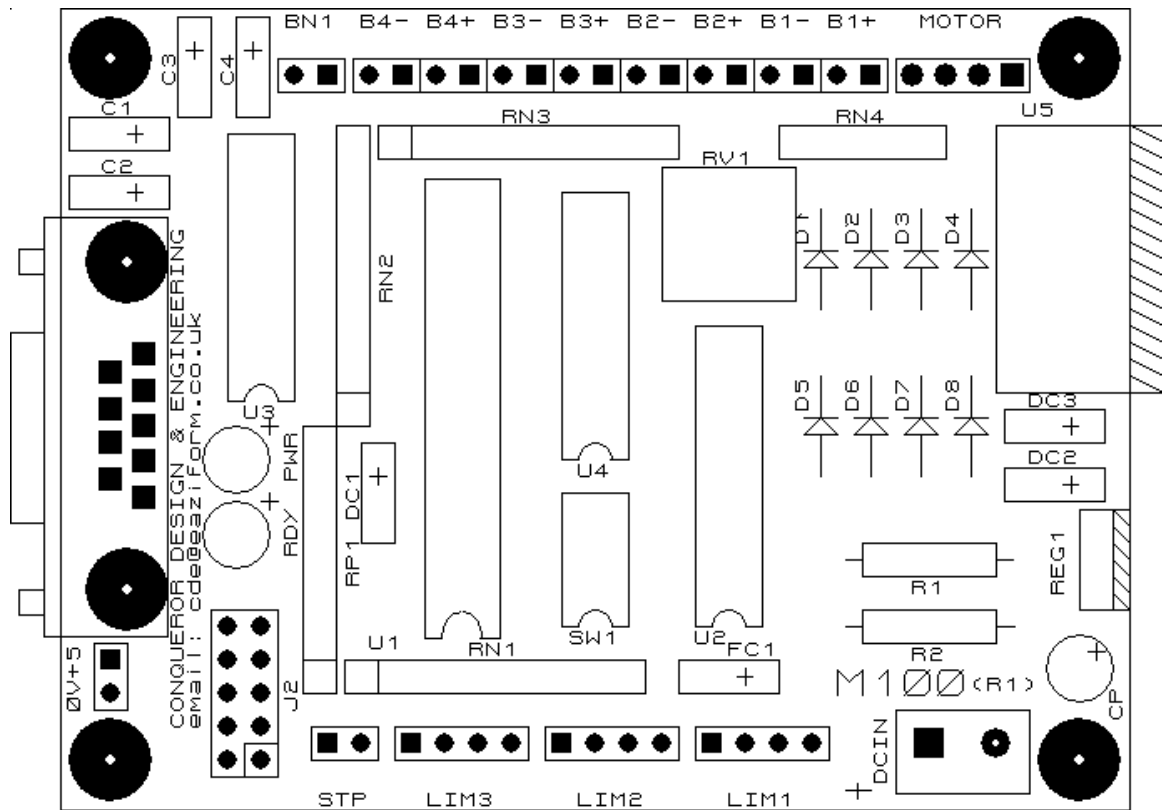 BN1 B4- B4+ B3- B3+ B2- B2+ B1- B1+ MOTOR
C3
C4
C1
U5
RN3
RN4
C2
RV1
D1
D2
D3
D4
RN2
CONQUEROR DESIGN & ENGINEERING
email: cde@eaziform.co.uk
U3
D5
D6
D7
D8
DC3
PWR
DC1
U4
DC2
RDY
RP1
REG1
R1
U1
RN1
SW1
U2
FC1
R2
0V+5
J2
M100(R1)
CP
DCIN
STP
LIM3
LIM2
LIM1